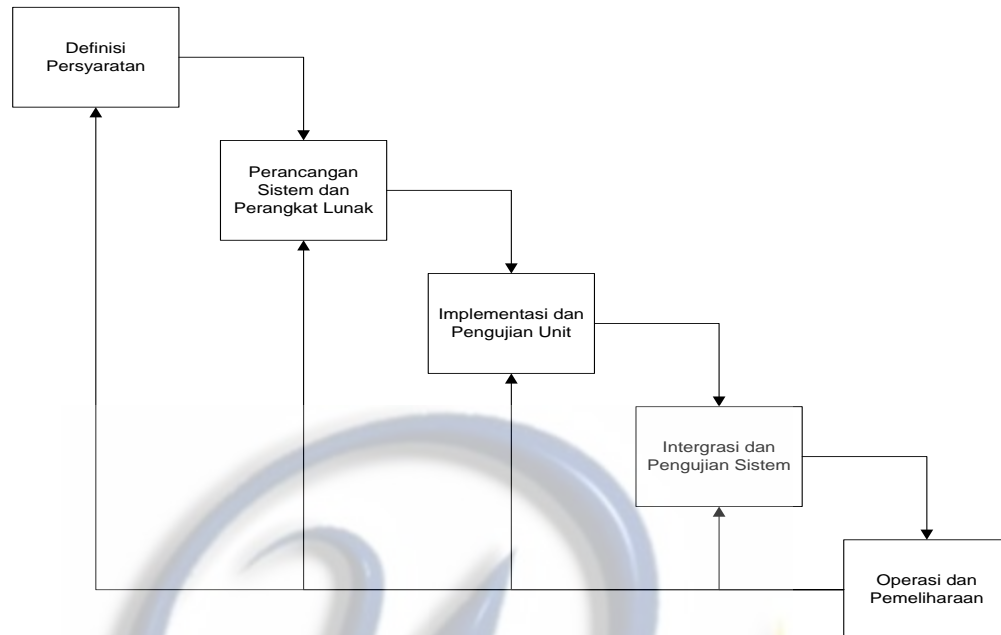 Definisi
Persyaratan
Perancangan
Sistem dan
Perangkat Lunak
Implementasi dan
Pengujian Unit
Intergrasi dan
Pengujian Sistem
Operasi dan
Pemeliharaan